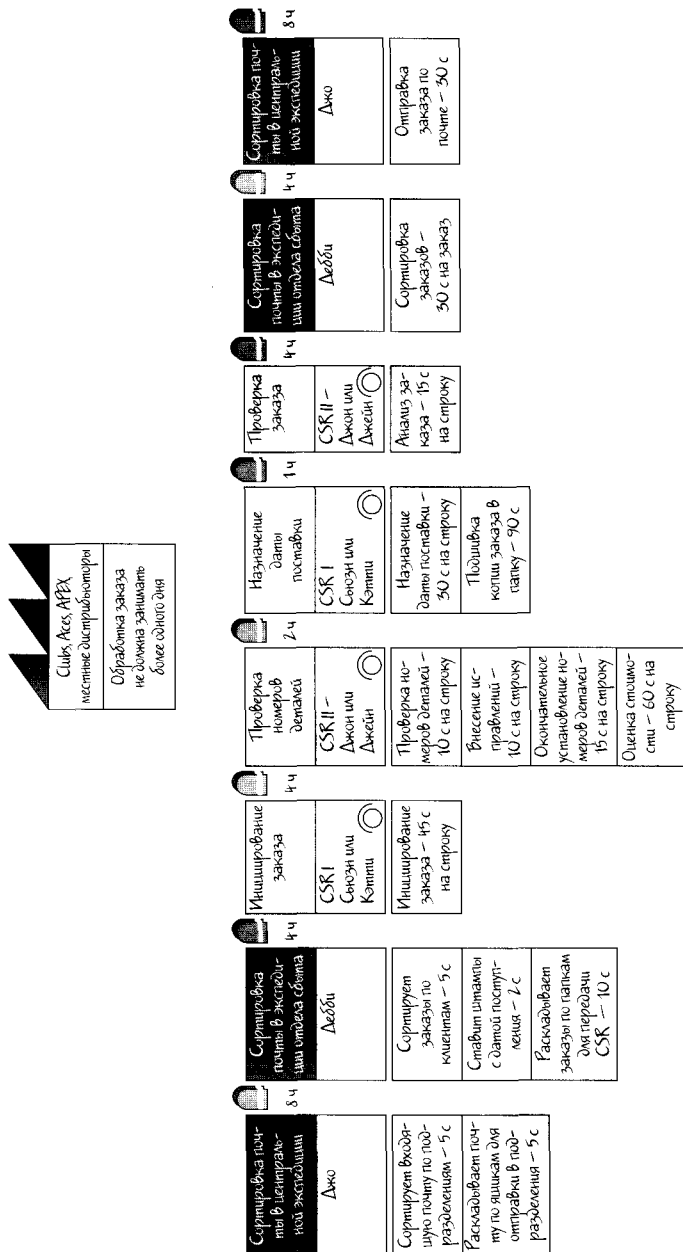 Clubs, Aces, APEX
местные дистрибьюторы
Обработка заказа
не должна занимать
более одного дня
Сортировка поч-
ты в централь-
ной экспедиции
Джо
Сортирует входя-
щую почту по под-
разделениям – 5 с
Раскладывает поч-
ту по ящикам для
отправки в под-
разделения – 5 с
8 ч
Сортировка
почты в экспеди-
ции отдела сбыта
Дебби
Сортирует
заказы по
клиентам – 5 с
Ставит штампы
с датой поступ-
ления – 2 с
Раскладывает
заказы по папкам
для передачи
CSR – 10 с
4 ч
Инициирование
заказа
CSR I
Сьюзн или
Кэтти
Инициирование
заказа – 45 с
на строку
4 ч
Проверка
номеров
деталей
CSR II –
Джон или
Джейн
Проверка но-
меров деталей –
10 с на строку
Внесение ис-
правлений –
10 с на строку
Окончательное
установление но-
меров деталей –
15 с на строку
Оценка стоимо-
сти – 60 с на
строку
2 ч
Назначение
даты
поставки
CSR I
Сьюзн или
Кэтти
Назначение
даты поставки –
30 с на строку
Подшивка
копии заказа в
папку – 90 с
1 ч
Проверка
заказа
CSR II –
Джон или
Джейн
Анализ за-
каза – 15 с
на строку
4 ч
Сортировка
почты в экспеди-
ции отдела сбыта
Дебби
Сортировка
заказов –
30 с на заказ
4 ч
Сортировка поч-
ты в централь-
ной экспедиции
Джо
Отправка
заказа по
почте – 30 с
8 ч